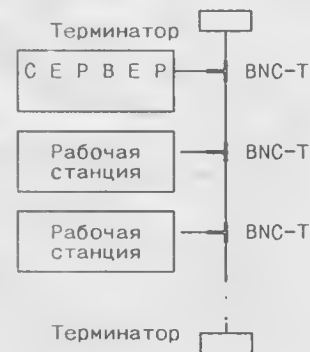 Терминатор
С Е Р В Е Р BNC-T
Рабочая BNC-T
станция
Рабочая BNC-T
станция
Терминатор